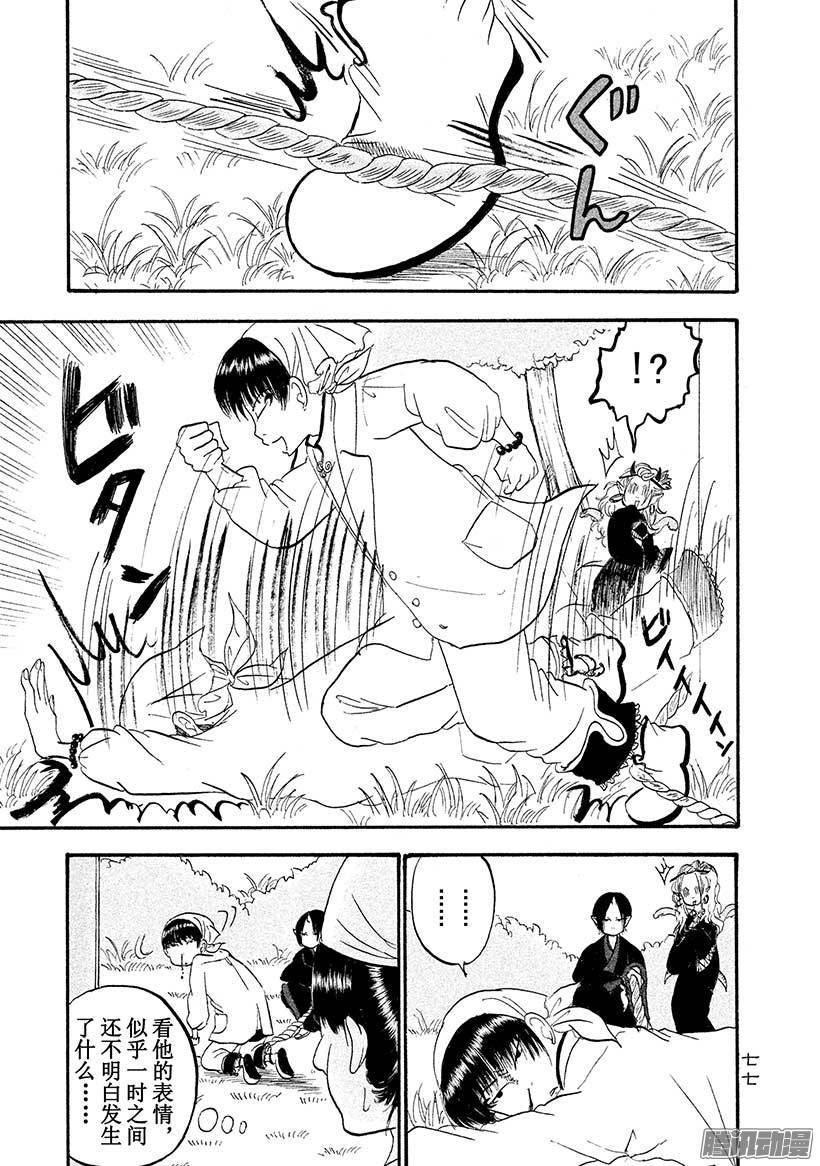 ぐん
!?
ビタン
ビイイイイン
……
看他的表情，
似乎一时之间
还不明白发生
了什么……
七七
腾讯动漫